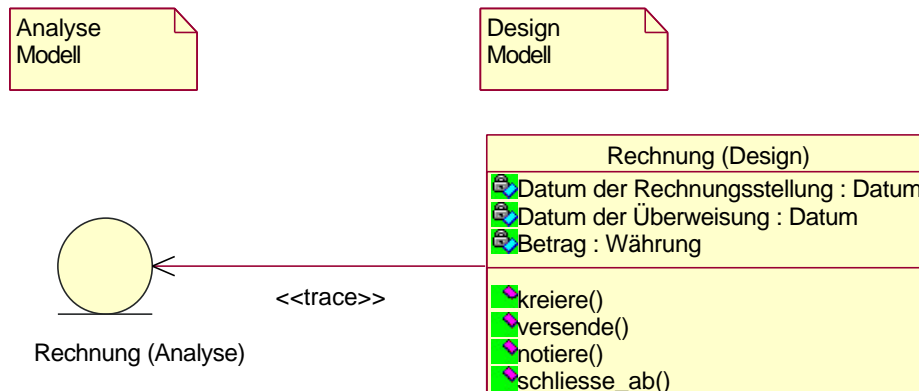 Analyse
Modell
Design
Modell
Rechnung (Design)
Datum der Rechnungsstellung : Datum
Datum der Überweisung : Datum
Betrag : Währung
<<trace>>
kreiere()
versende()
notiere()
schliesse_ab()
Rechnung (Analyse)